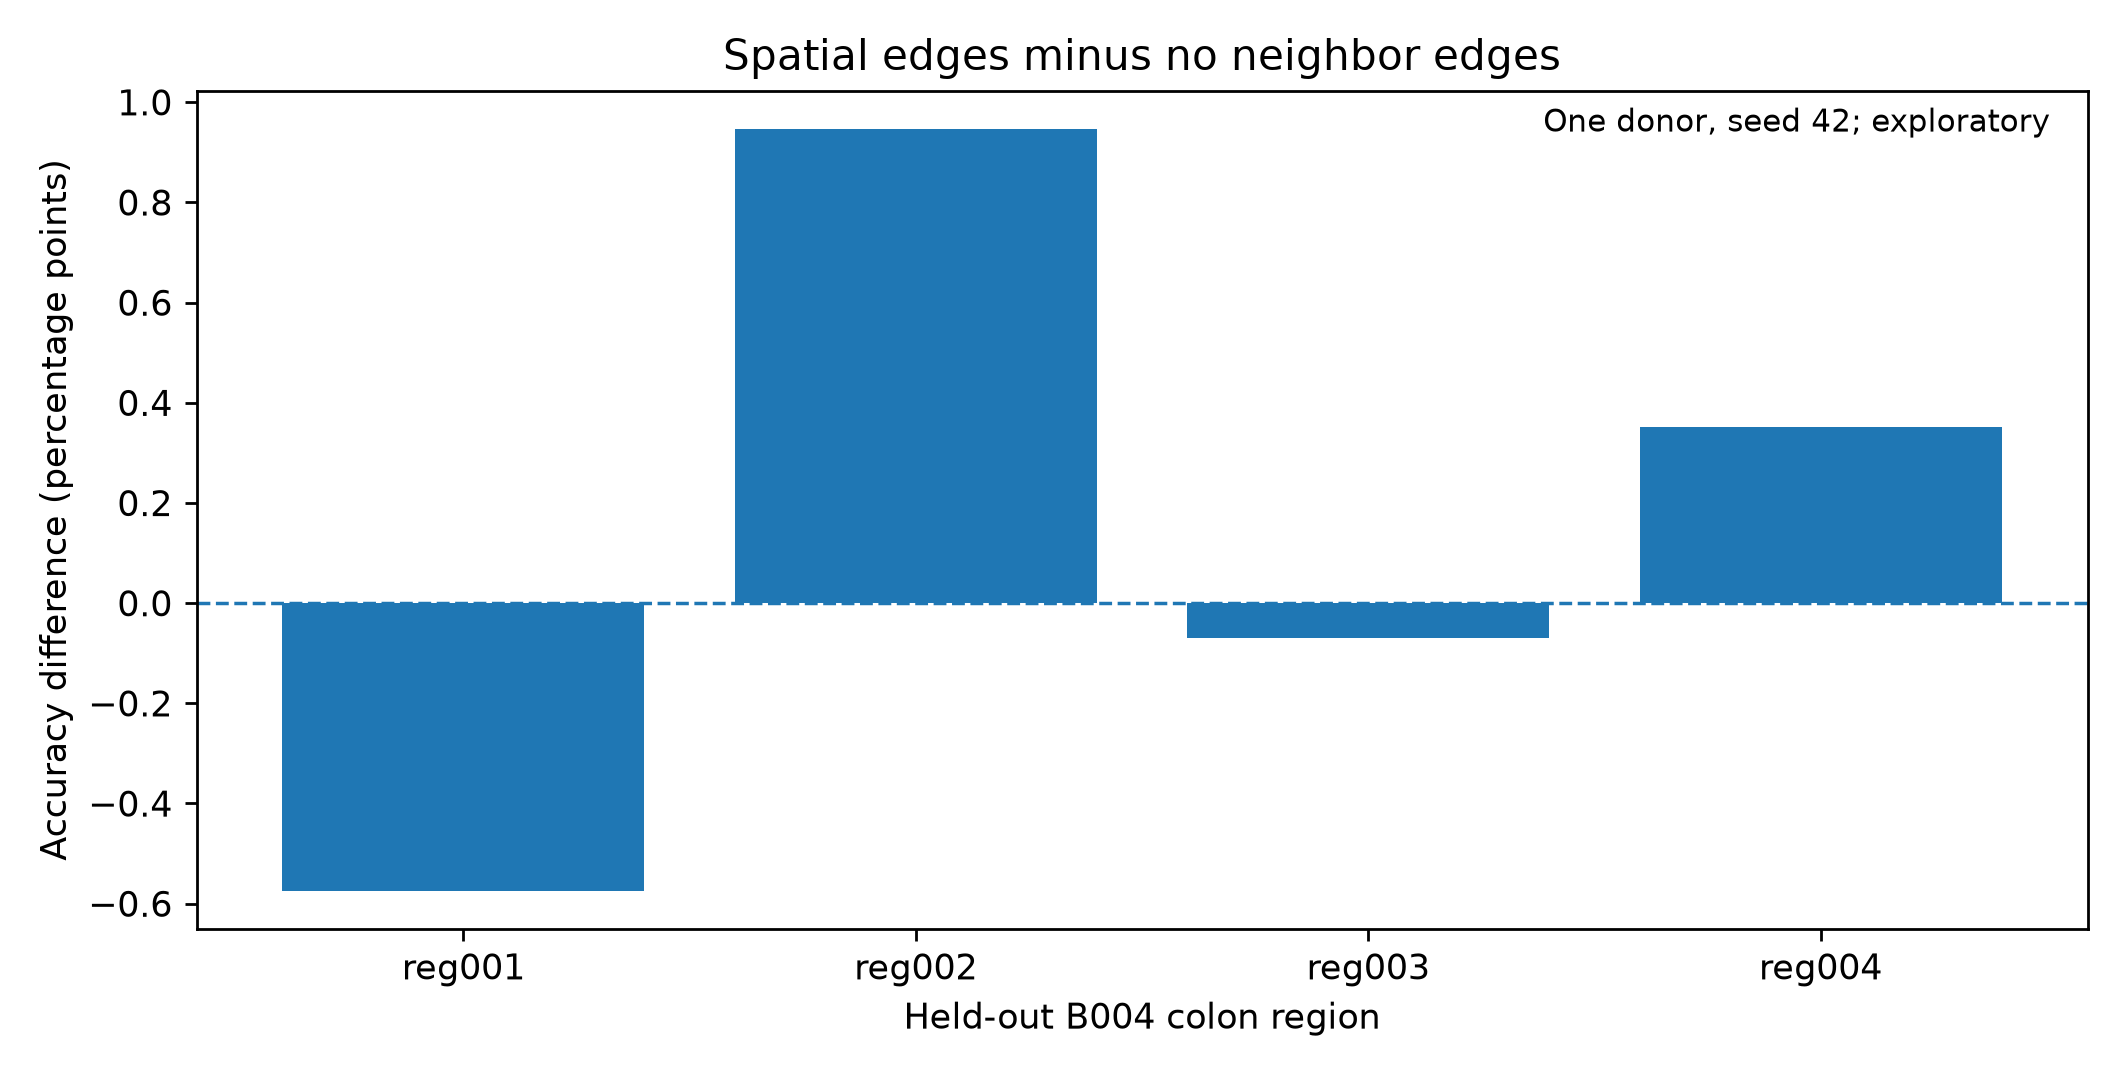 Spatial edges minus no neighbor edges
One donor, seed 42; exploratory
Accuracy difference (percentage points)
1.0
0.8
0.6
0.4
0.2
0.0
−0.2
−0.4
−0.6
reg001
reg002
reg003
reg004
Held-out B004 colon region